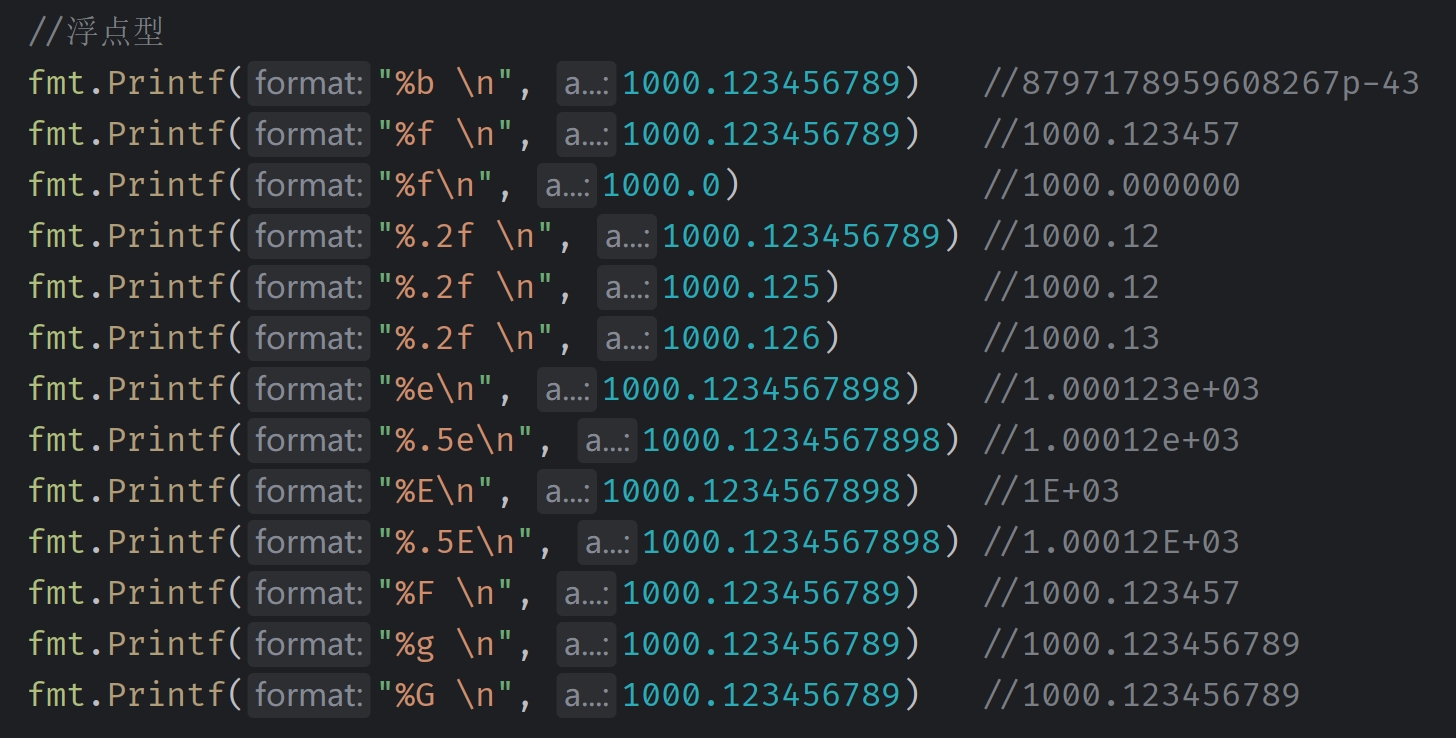 //浮点型
fmt.Printf(format:"%b \n", a...:1000.123456789) //8797178959608267p-43
fmt.Printf(format:"%f \n", a...:1000.123456789) //1000.123457
fmt.Printf(format:"%f\n", a...:1000.0) //1000.000000
fmt.Printf(format:"%.2f \n", a...:1000.123456789) //1000.12
fmt.Printf(format:"%.2f \n", a...:1000.125) //1000.12
fmt.Printf(format:"%.2f \n", a...:1000.126) //1000.13
fmt.Printf(format:"%e\n", a...:1000.1234567898) //1.000123e+03
fmt.Printf(format:"%.5e\n", a...:1000.1234567898) //1.00012e+03
fmt.Printf(format:"%E\n", a...:1000.1234567898) //1E+03
fmt.Printf(format:"%.5E\n", a...:1000.1234567898) //1.00012E+03
fmt.Printf(format:"%F \n", a...:1000.123456789) //1000.123457
fmt.Printf(format:"%g \n", a...:1000.123456789) //1000.123456789
fmt.Printf(format:"%G \n", a...:1000.123456789) //1000.123456789